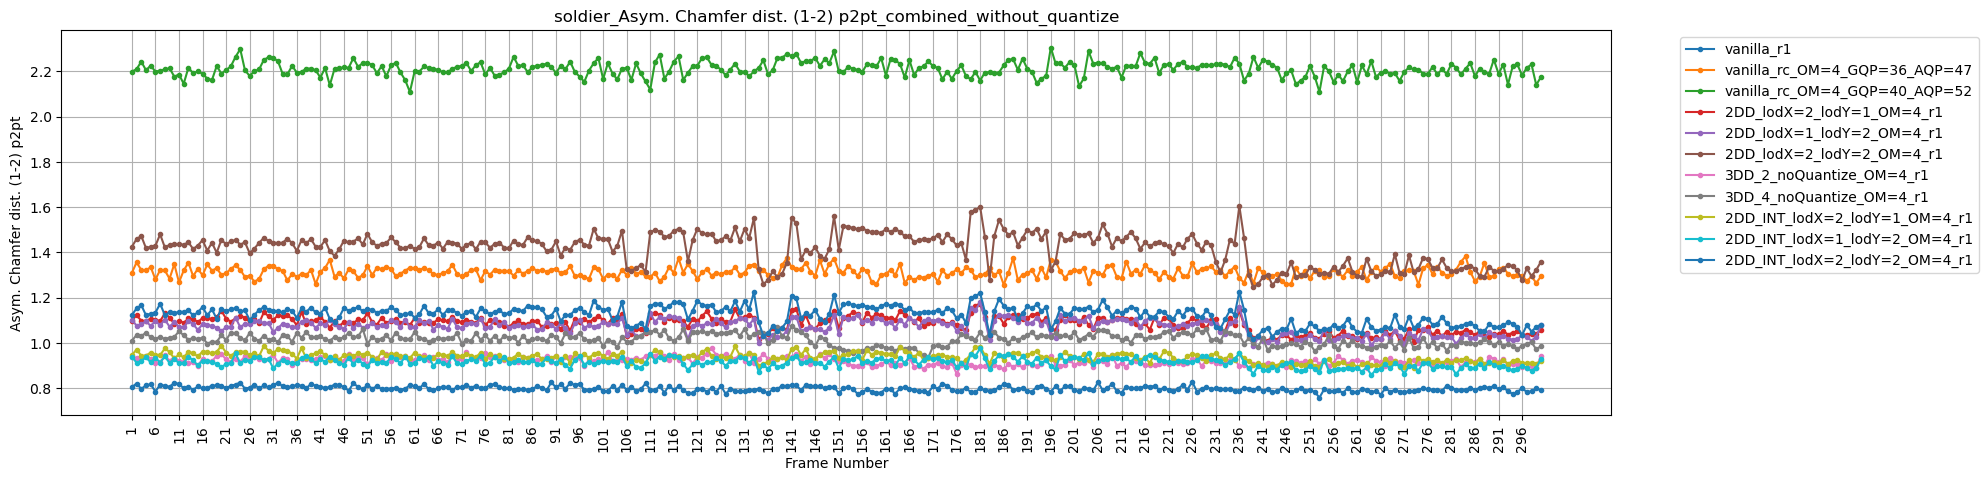 soldier_Asym. Chamfer dist. (1-2) p2pt_combined_without_quantize
Asym. Chamfer dist. (1-2) p2pt
2.2
2.0
1.8
1.6
1.4
1.2
1.0
0.8
1 6 11 16 21 26 31 36 41 46 51 56 61 66 71 76 81 86 91 96 101 106 111 116 121 126 131 136 141 146 151 156 161 166 171 176 181 186 191 196 201 206 211 216 221 226 231 236 241 246 251 256 261 266 271 276 281 286 291 296
Frame Number
vanilla_r1
vanilla_rc_OM=4_GQP=36_AQP=47
vanilla_rc_OM=4_GQP=40_AQP=52
2DD_lodX=2_lodY=1_OM=4_r1
2DD_lodX=1_lodY=2_OM=4_r1
2DD_lodX=2_lodY=2_OM=4_r1
3DD_2_noQuantize_OM=4_r1
3DD_4_noQuantize_OM=4_r1
2DD_INT_lodX=2_lodY=1_OM=4_r1
2DD_INT_lodX=1_lodY=2_OM=4_r1
2DD_INT_lodX=2_lodY=2_OM=4_r1